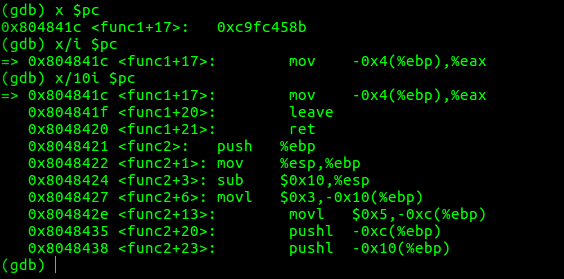 (gdb) x $pc
0x804841c <func1+17>:   0xc9fc458b
(gdb) x/i $pc
=> 0x804841c <func1+17>:        mov    -0x4(%ebp),%eax
(gdb) x/10i $pc
=> 0x804841c <func1+17>:        mov    -0x4(%ebp),%eax
   0x804841f <func1+20>:        leave
   0x8048420 <func1+21>:        ret
   0x8048421 <func2>:   push   %ebp
   0x8048422 <func2+1>: mov    %esp,%ebp
   0x8048424 <func2+3>: sub    $0x10,%esp
   0x8048427 <func2+6>: movl   $0x3,-0x10(%ebp)
   0x804842e <func2+13>:        movl   $0x5,-0xc(%ebp)
   0x8048435 <func2+20>:        pushl  -0xc(%ebp)
   0x8048438 <func2+23>:        pushl  -0x10(%ebp)
(gdb)